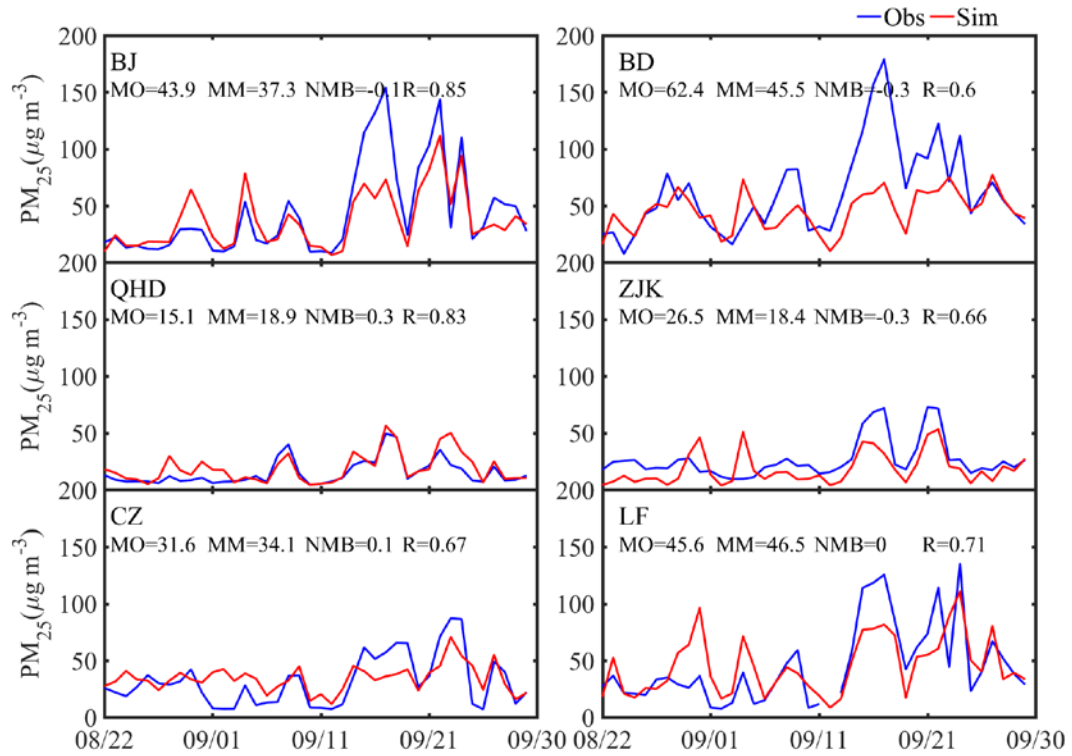 Obs Sim
200
150
100
50
200
150
100
50
200
150
100
50
0
PM25(μg m-3)
PM25(μg m-3)
PM25(μg m-3)
BJ
MO=43.9 MM=37.3 NMB=-0.1R=0.85
BD
MO=62.4 MM=45.5 NMB=-0.3 R=0.6
QHD
MO=15.1 MM=18.9 NMB=0.3 R=0.83
ZJK
MO=26.5 MM=18.4 NMB=-0.3 R=0.66
CZ
MO=31.6 MM=34.1 NMB=0.1 R=0.67
LF
MO=45.6 MM=46.5 NMB=0 R=0.71
200
150
100
50
200
150
100
50
200
150
100
50
0
08/22 09/01 09/11 09/21 09/30
08/22 09/01 09/11 09/21 09/30